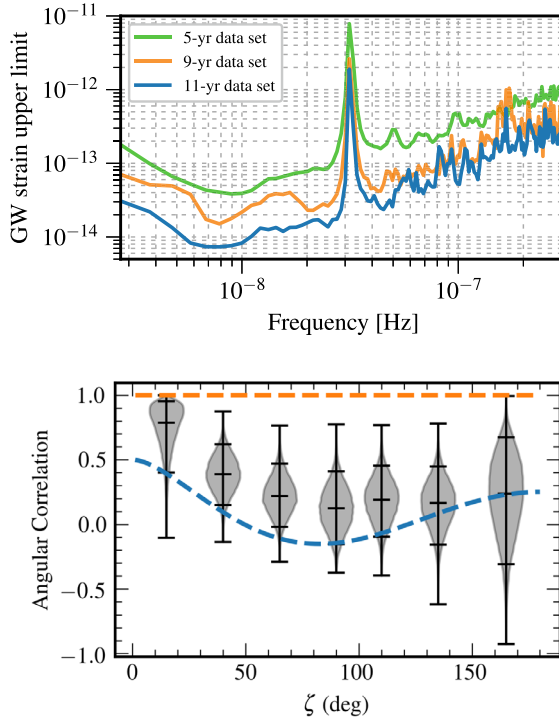 10⁻¹¹
10⁻¹²
10⁻¹³
10⁻¹⁴
GW strain upper limit
5-yr data set
9-yr data set
11-yr data set
10⁻⁸ 10⁻⁷
Frequency [Hz]
1.0
0.5
0.0
−0.5
−1.0
Angular Correlation
0 50 100 150
ζ (deg)